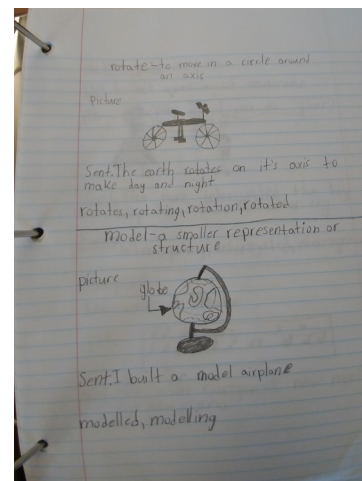 rotate-to move in a circle around
an axis
Picture
Sent. The earth rotates on it's axis to
make day and night
rotates, rotating, rotation, rotated
model-a smaller representation or
structure
picture
globe
Sent. I built a model airplane
modelled, modelling